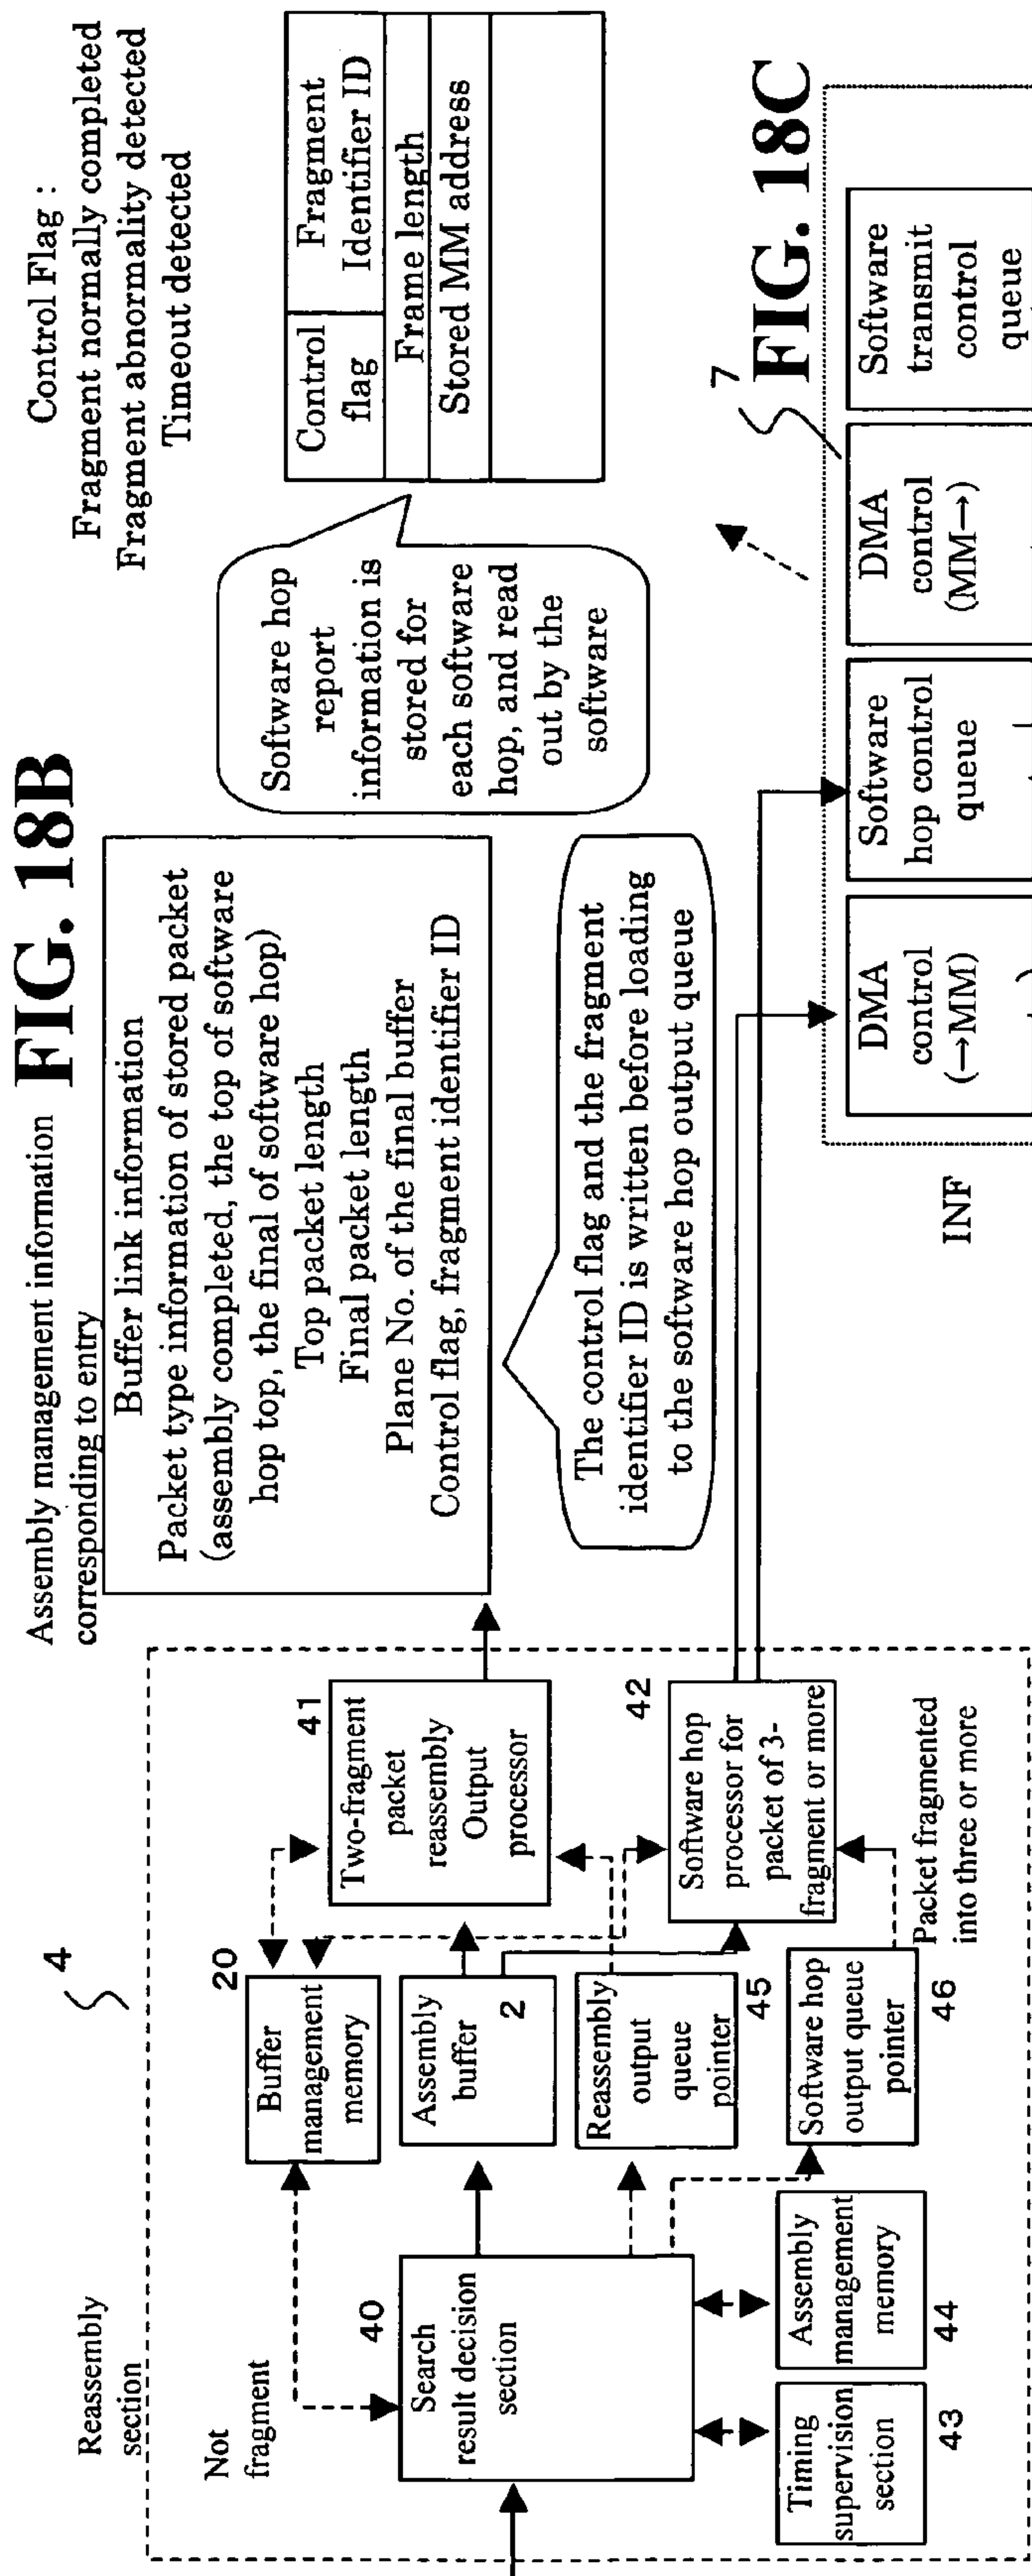 Assembly management information
corresponding to entry
FIG. 18B
Buffer link information
Packet type information of stored packet
(assembly completed, the top of software
hop top, the final of software hop)
Top packet length
Final packet length
Plane No. of the final buffer
Control flag, fragment identifier ID
The control flag and the fragment
identifier ID is written before loading
to the software hop output queue
Control Flag :
Fragment normally completed
Fragment abnormality detected
Timeout detected
Control
flag
Fragment
Identifier ID
Frame length
Stored MM address
Software hop
report
information is
stored for
each software
hop, and read
out by the
software
FIG. 18C
7
INF
DMA
control
(→MM)
Software
hop control
queue
DMA
control
(MM→)
Software
transmit
control
queue
Reassembly
section
4
Not
fragment
40
Search
result decision
section
Timing
supervision
section
43
Assembly
management
memory
44
20
Buffer
management
memory
Assembly
buffer
2
Reassembly
output
queue
pointer
45
Software hop
output queue
pointer
46
41
Two-fragment
packet
reassembly
Output
processor
42
Software hop
processor for
packet of 3-
fragment or more
Packet fragmented
into three or more